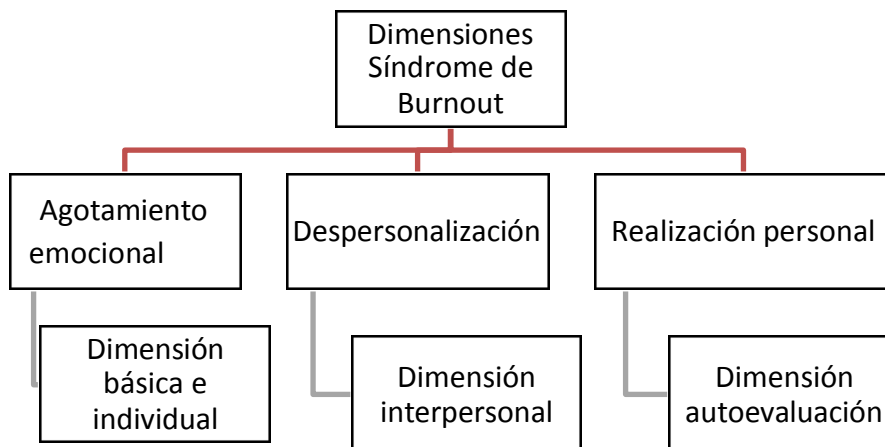 Dimensiones
Síndrome de
Burnout
Agotamiento
emocional
Despersonalización
Realización personal
Dimensión
básica e
individual
Dimensión
interpersonal
Dimensión
autoevaluación